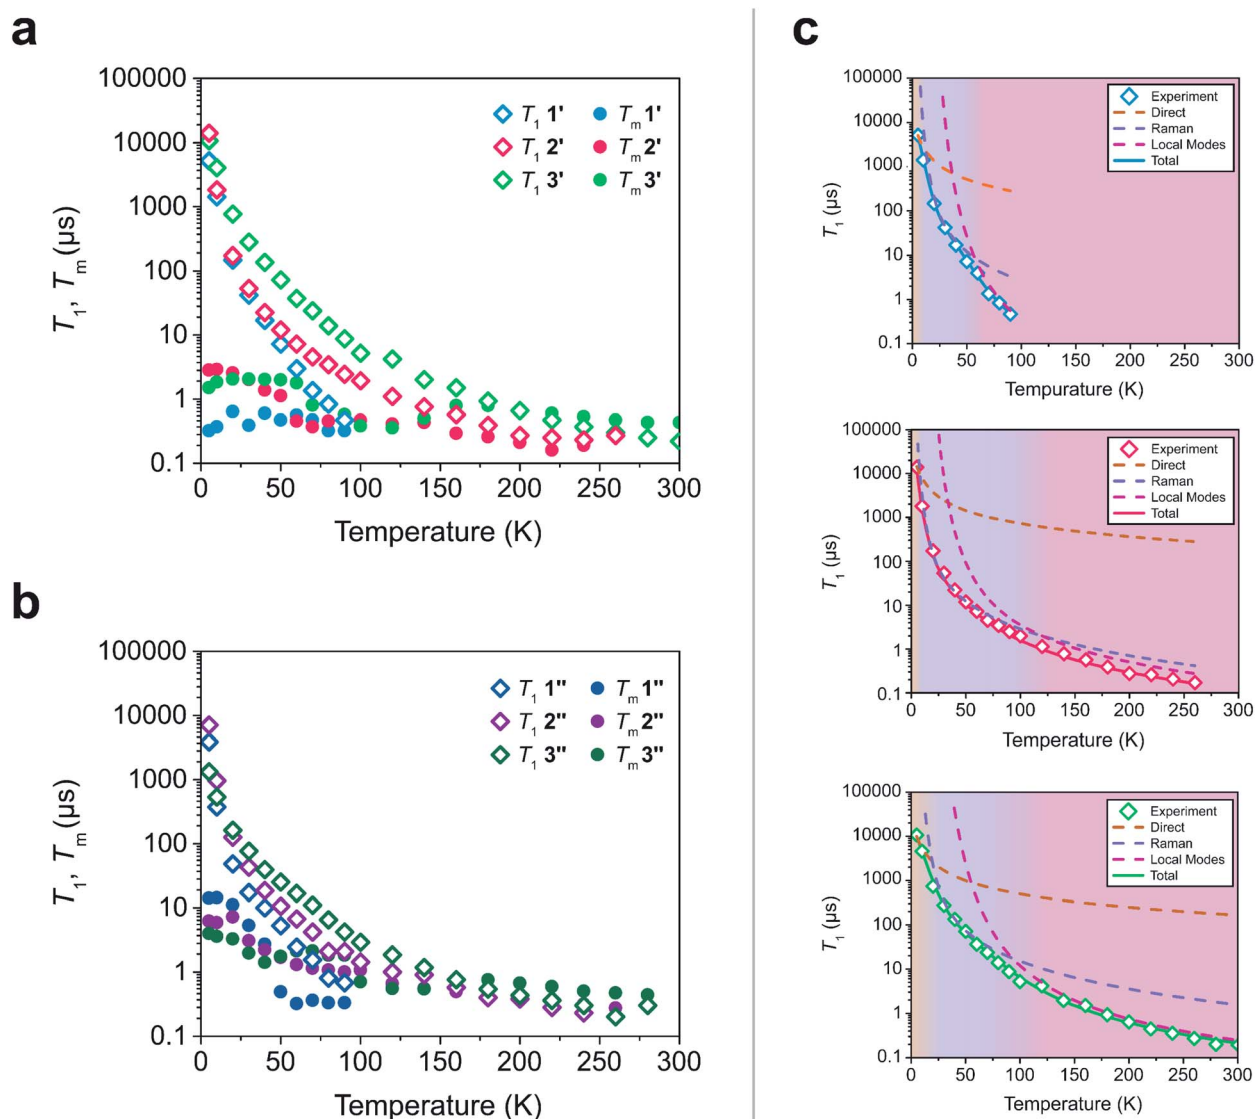 a
100000
10000
1000
100
10
1
0.1
T1, Tm (µs)
T1 1' Tm 1'
T1 2' Tm 2'
T1 3' Tm 3'
0 50 100 150 200 250 300
Temperature (K)
b
100000
10000
1000
100
10
1
0.1
T1, Tm (µs)
T1 1'' Tm 1''
T1 2'' Tm 2''
T1 3'' Tm 3''
0 50 100 150 200 250 300
Temperature (K)
c
100000
10000
1000
100
10
1
0.1
T1 (µs)
Experiment
Direct
Raman
Local Modes
Total
0 50 100 150 200 250 300
Tempurature (K)
100000
10000
1000
100
10
1
0.1
T1 (µs)
Experiment
Direct
Raman
Local Modes
Total
0 50 100 150 200 250 300
Temperature (K)
100000
10000
1000
100
10
1
0.1
T1 (µs)
Experiment
Direct
Raman
Local Modes
Total
0 50 100 150 200 250 300
Temperature (K)